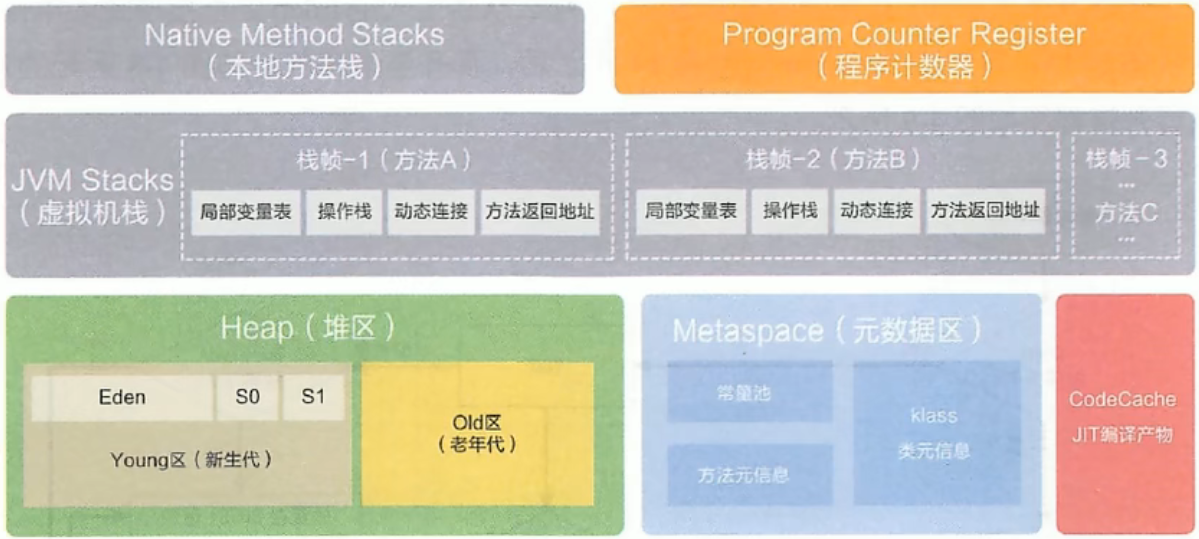 Native Method Stacks
（本地方法栈）
Program Counter Register
（程序计数器）
JVM Stacks
（虚拟机栈）
栈帧-1（方法A）
局部变量表
操作栈
动态连接
方法返回地址
栈帧-2（方法B）
局部变量表
操作栈
动态连接
方法返回地址
栈帧-3
...
方法C
...
Heap（堆区）
Eden
S0
S1
Young区（新生代）
Old区
（老年代）
Metaspace（元数据区）
常量池
方法元信息
klass
类元信息
CodeCache
JIT编译产物